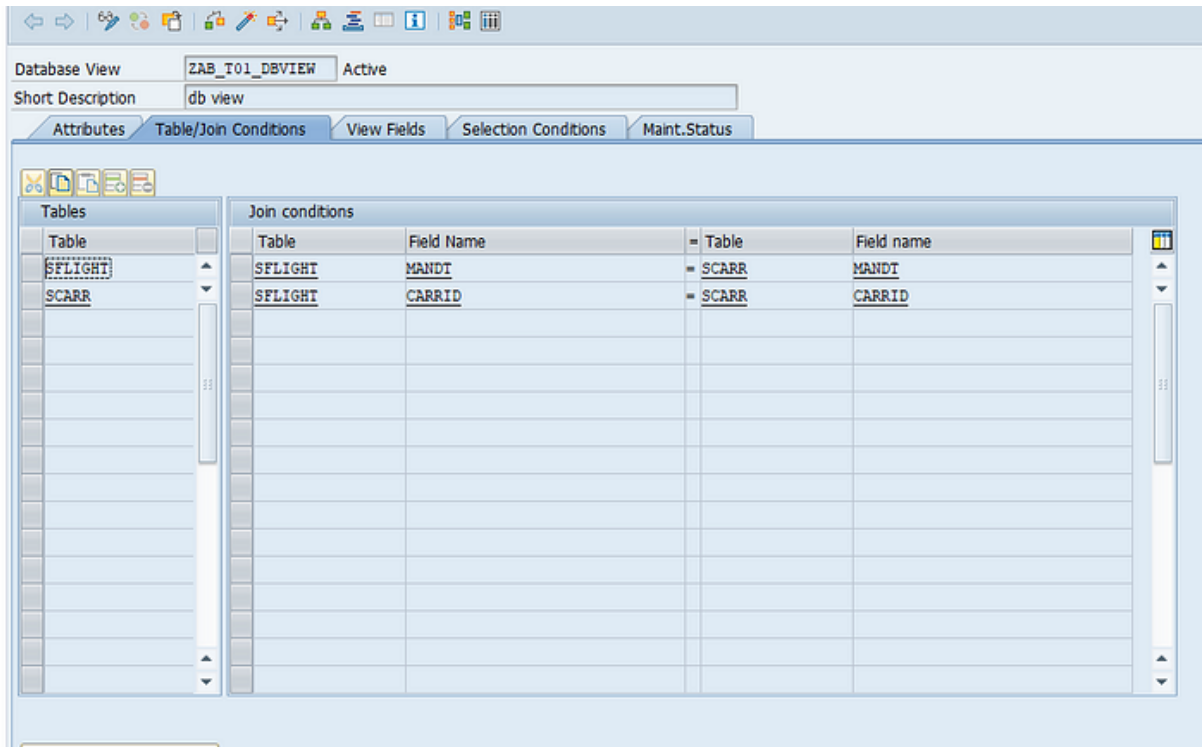 Database View ZAB_T01_DBVIEW Active
Short Description db view
Attributes Table/Join Conditions View Fields Selection Conditions Maint.Status
Tables Join conditions
Table Table Field Name = Table Field name
SFLIGHT SFLIGHT MANDT = SCARR MANDT
SCARR SFLIGHT CARRID = SCARR CARRID